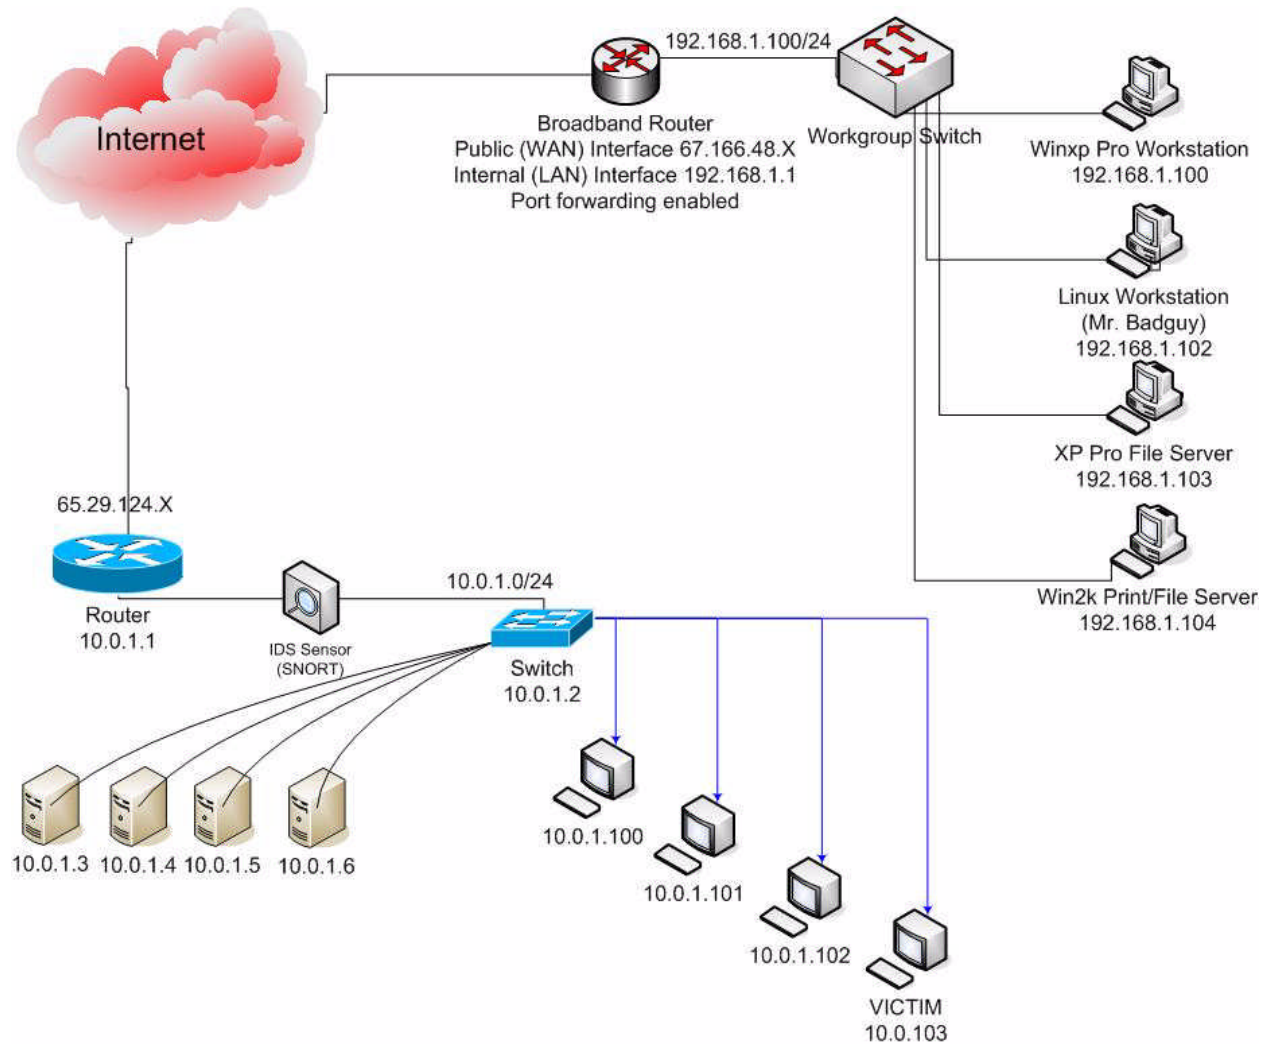 Internet
192.168.1.100/24
Broadband Router
Public (WAN) Interface 67.166.48.X
Internal (LAN) Interface 192.168.1.1
Port forwarding enabled
Workgroup Switch
Winxp Pro Workstation
192.168.1.100
Linux Workstation
(Mr. Badguy)
192.168.1.102
XP Pro File Server
192.168.1.103
Win2k Print/File Server
192.168.1.104
65.29.124.X
Router
10.0.1.1
IDS Sensor
(SNORT)
10.0.1.0/24
Switch
10.0.1.2
10.0.1.3
10.0.1.4
10.0.1.5
10.0.1.6
10.0.1.100
10.0.1.101
10.0.1.102
VICTIM
10.0.103